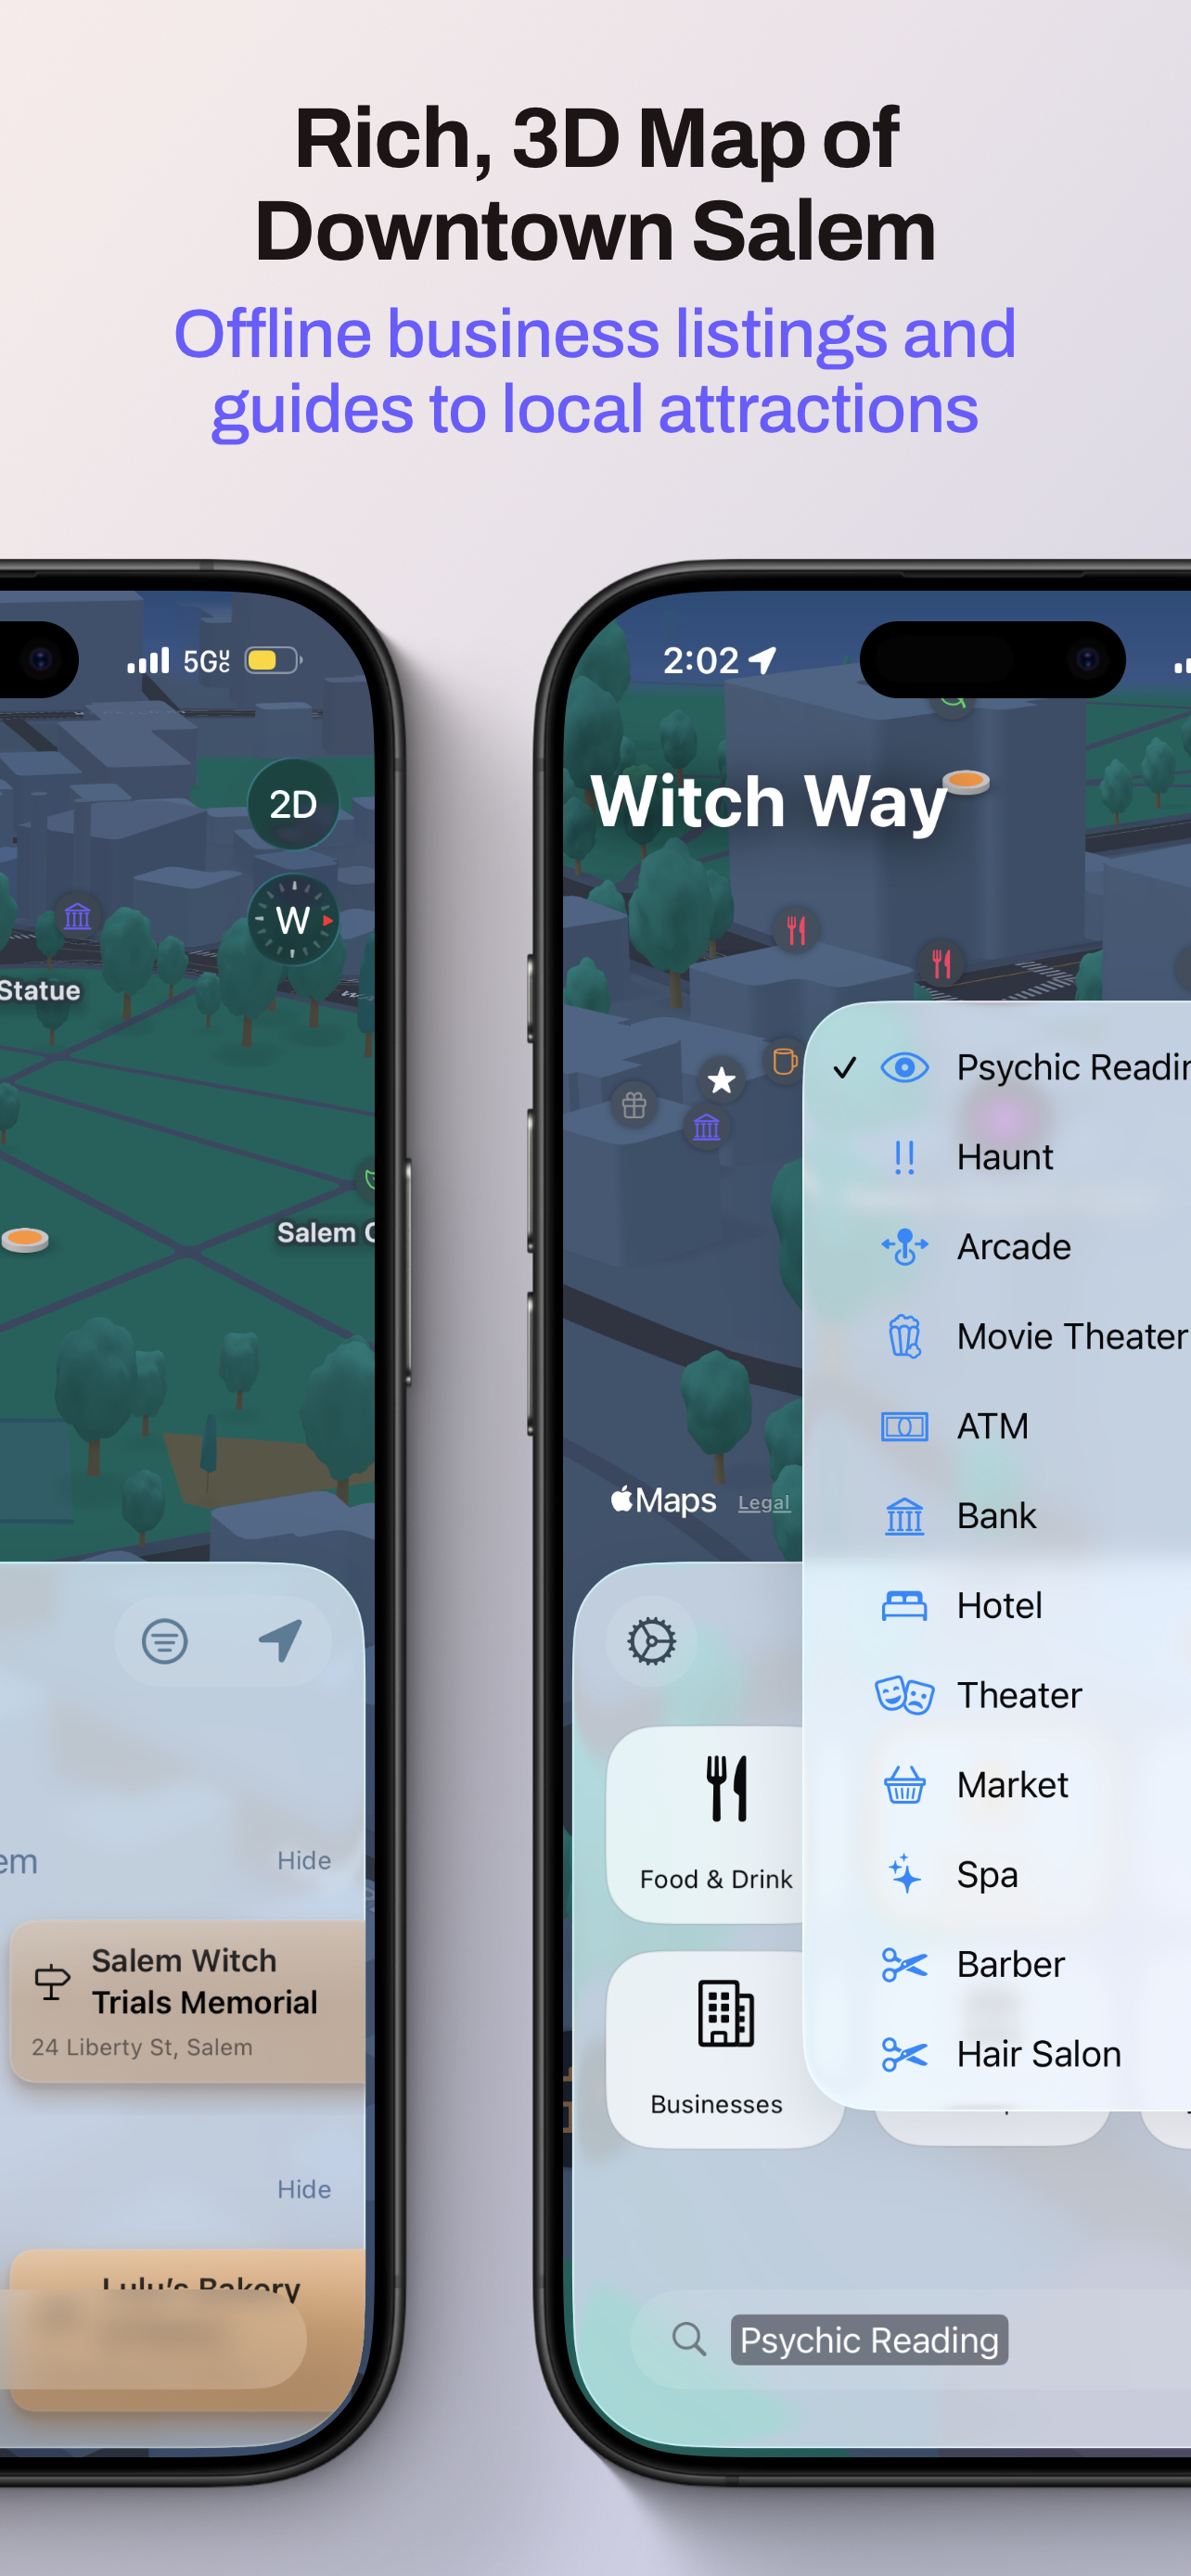 Rich, 3D Map of
Downtown Salem
Offline business listings and
guides to local attractions
5G UC
2D
W
Statue
Salem
Hide
Salem Witch
Trials Memorial
24 Liberty St, Salem
Hide
Lulu's Bakery
2:02
Witch Way
Psychic
Haunt
Arcade
Movie Theater
ATM
Bank
Hotel
Theater
Market
Spa
Barber
Hair Salon
Maps Legal
Food & Drink
Businesses
Psychic Reading